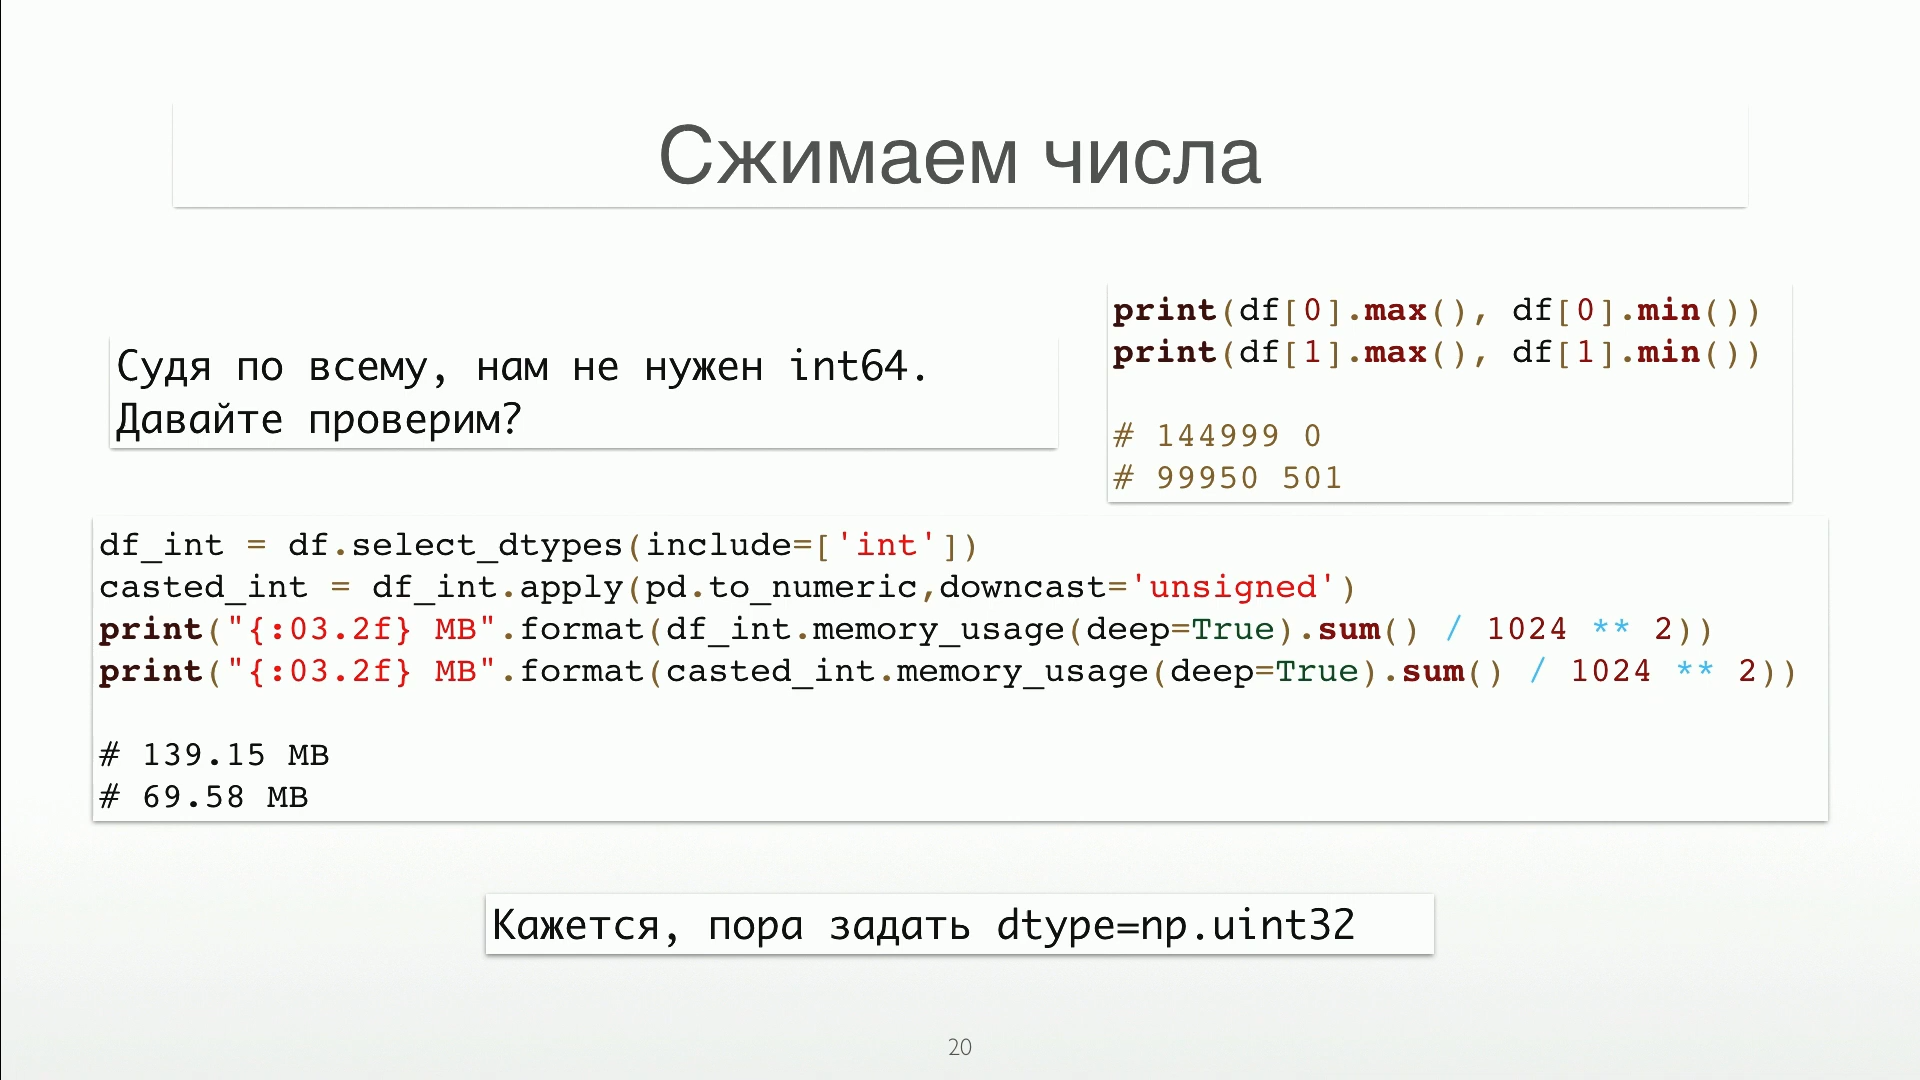 Сжимаем числа
Судя по всему, нам не нужен int64.
Давайте проверим?
print(df[0].max(), df[0].min())
print(df[1].max(), df[1].min())
# 144999 0
# 99950 501
df_int = df.select_dtypes(include=['int'])
casted_int = df_int.apply(pd.to_numeric,downcast='unsigned')
print("{:03.2f} MB".format(df_int.memory_usage(deep=True).sum() / 1024 ** 2))
print("{:03.2f} MB".format(casted_int.memory_usage(deep=True).sum() / 1024 ** 2))
# 139.15 MB
# 69.58 MB
Кажется, пора задать dtype=np.uint32
20